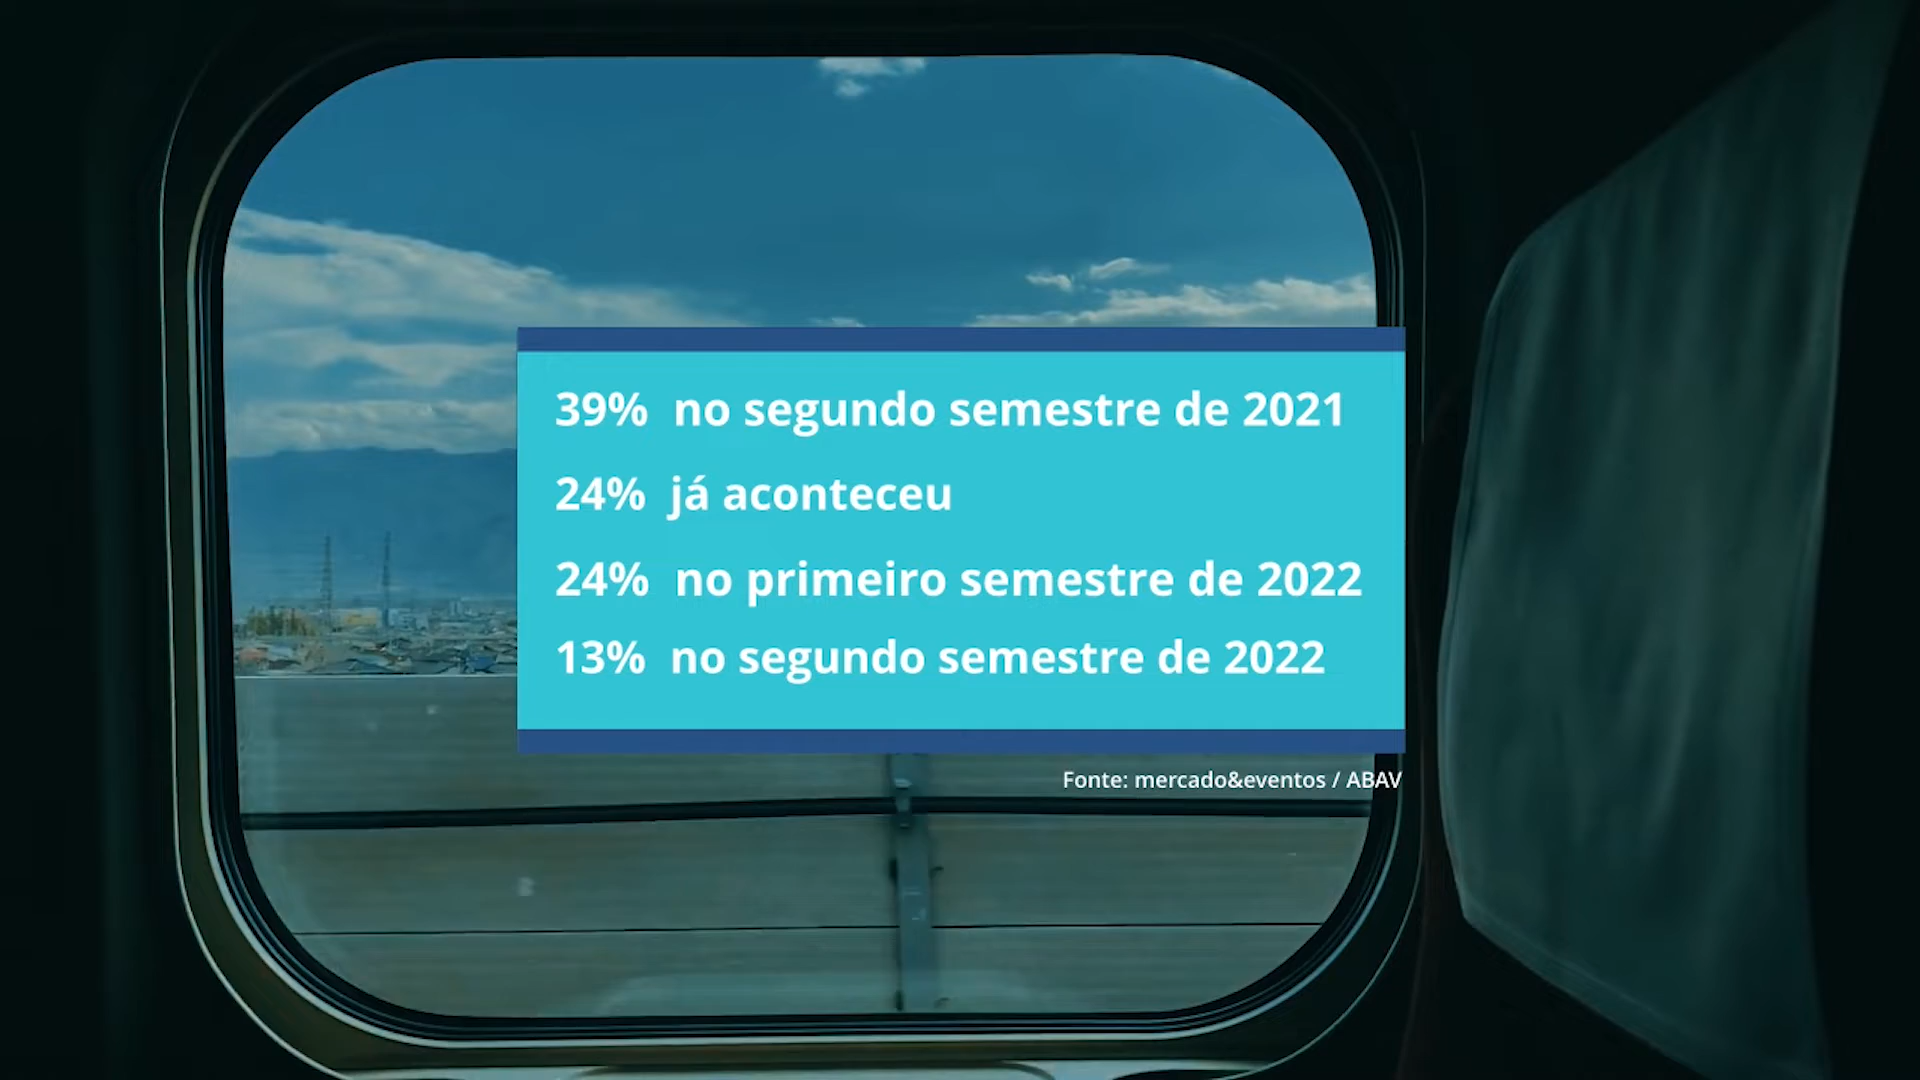 39% no segundo semestre de 2021
24% já aconteceu
24% no primeiro semestre de 2022
13% no segundo semestre de 2022
Fonte: mercado&eventos / ABAV